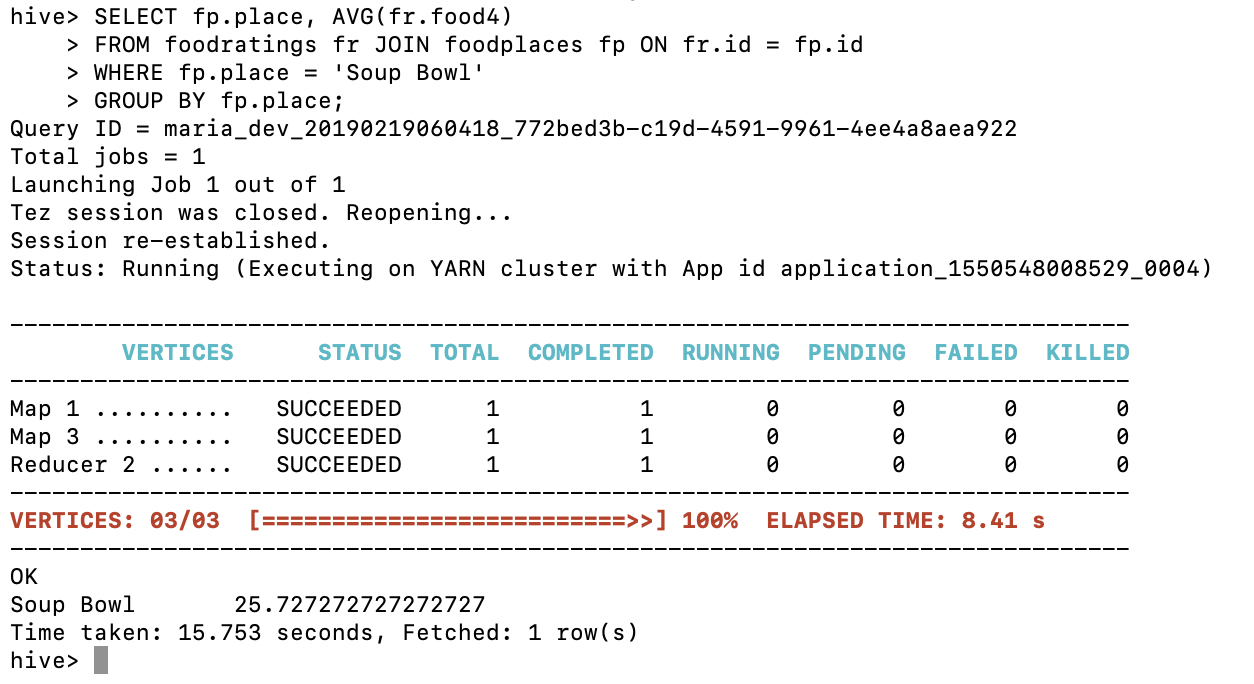 hive> SELECT fp.place, AVG(fr.food4)
    > FROM foodratings fr JOIN foodplaces fp ON fr.id = fp.id
    > WHERE fp.place = 'Soup Bowl'
    > GROUP BY fp.place;
Query ID = maria_dev_20190219060418_772bed3b-c19d-4591-9961-4ee4a8aea922
Total jobs = 1
Launching Job 1 out of 1
Tez session was closed. Reopening...
Session re-established.
Status: Running (Executing on YARN cluster with App id application_1550548008529_0004)
--------------------------------------------------------------------------------
        VERTICES      STATUS  TOTAL  COMPLETED  RUNNING  PENDING  FAILED  KILLED
--------------------------------------------------------------------------------
Map 1 ..........   SUCCEEDED      1          1        0        0       0       0
Map 3 ..........   SUCCEEDED      1          1        0        0       0       0
Reducer 2 ......   SUCCEEDED      1          1        0        0       0       0
--------------------------------------------------------------------------------
VERTICES: 03/03  [==========================>>] 100%  ELAPSED TIME: 8.41 s
--------------------------------------------------------------------------------
OK
Soup Bowl       25.727272727272727
Time taken: 15.753 seconds, Fetched: 1 row(s)
hive>